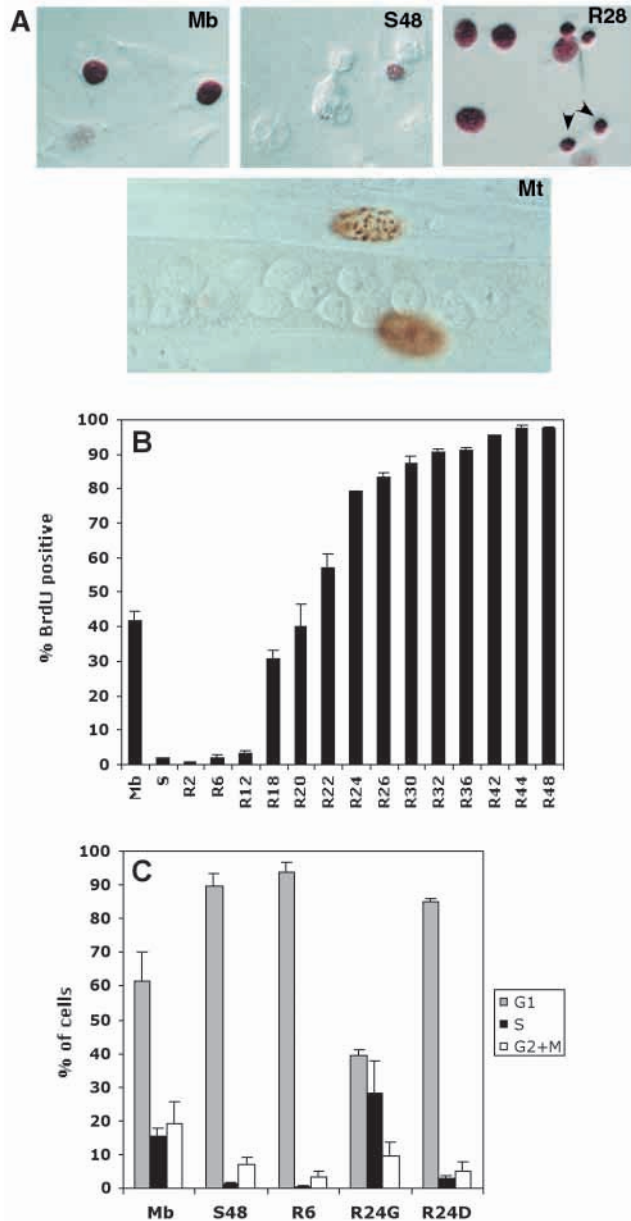 A
Mb
S48
R28
Mt
B
% BrdU positive
100
90
80
70
60
50
40
30
20
10
0
Mb
S
R2
R6
R12
R18
R20
R22
R24
R26
R30
R32
R36
R42
R44
R48
C
% of cells
100
90
80
70
60
50
40
30
20
10
0
G1
S
G2+M
Mb
S48
R6
R24G
R24D